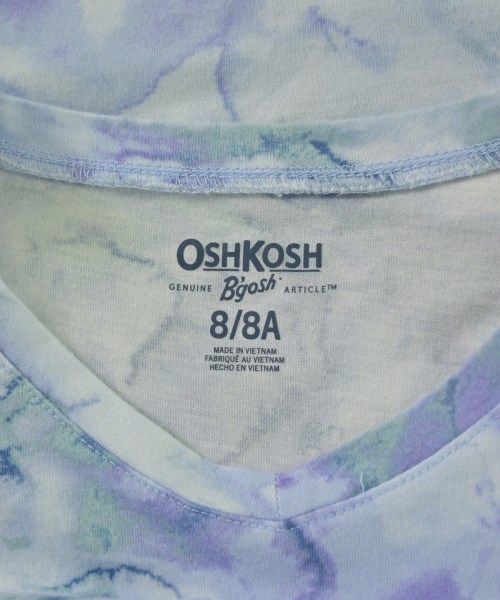 OSHKOSH
GENUINE B'gosh ARTICLE™
8/8A
MADE IN VIETNAM
FABRIQUÉ AU VIETNAM
HECHO EN VIETNAM